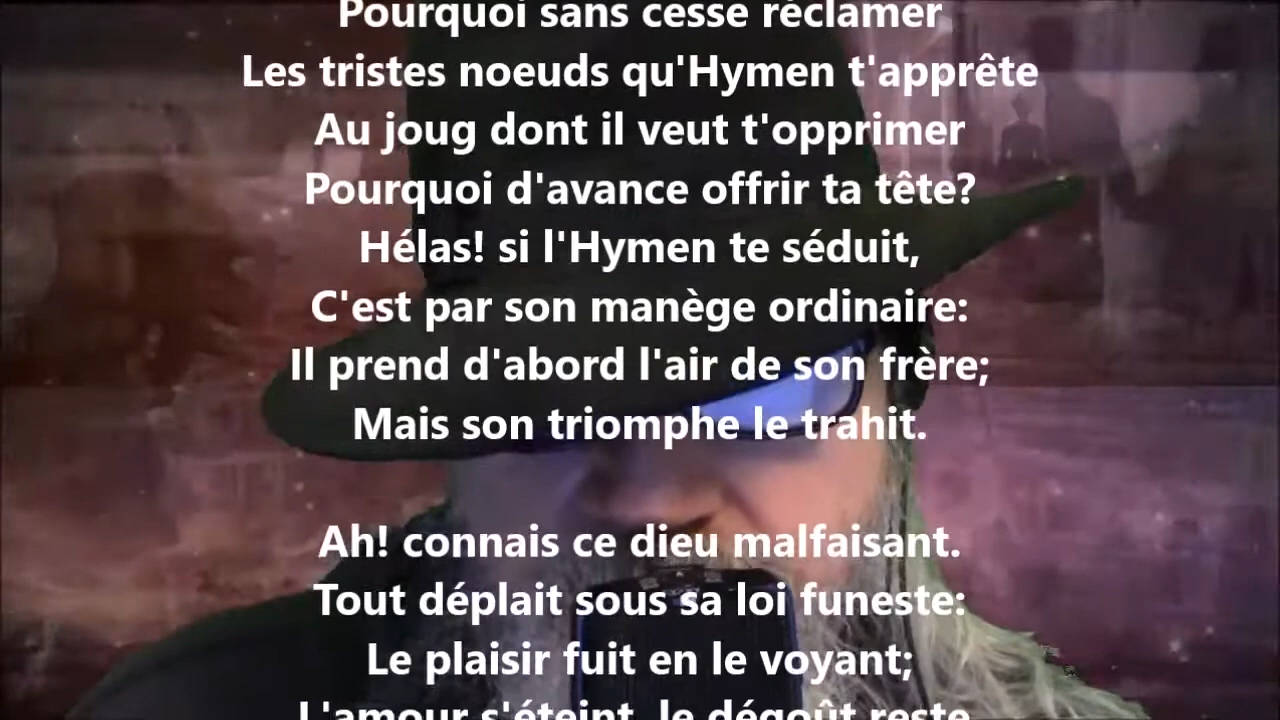 Pourquoi sans cesse réclamer
Les tristes noeuds qu'Hymen t'apprête
Au joug dont il veut t'opprimer
Pourquoi d'avance offrir ta tête?
Hélas! si l'Hymen te séduit,
C'est par son manège ordinaire:
Il prend d'abord l'air de son frère;
Mais son triomphe le trahit.
Ah! connais ce dieu malfaisant.
Tout déplait sous sa loi funeste:
Le plaisir fuit en le voyant;
L'amour s'éteint, le dégoût reste